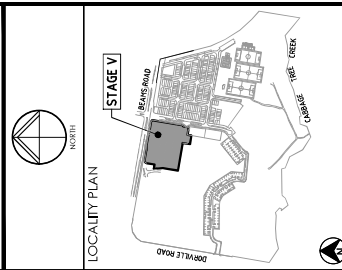 NORTH
LOCALITY PLAN
STAGE V
BEAMS ROAD
CABBAGE TREE CREEK
DORVILLE ROAD
N